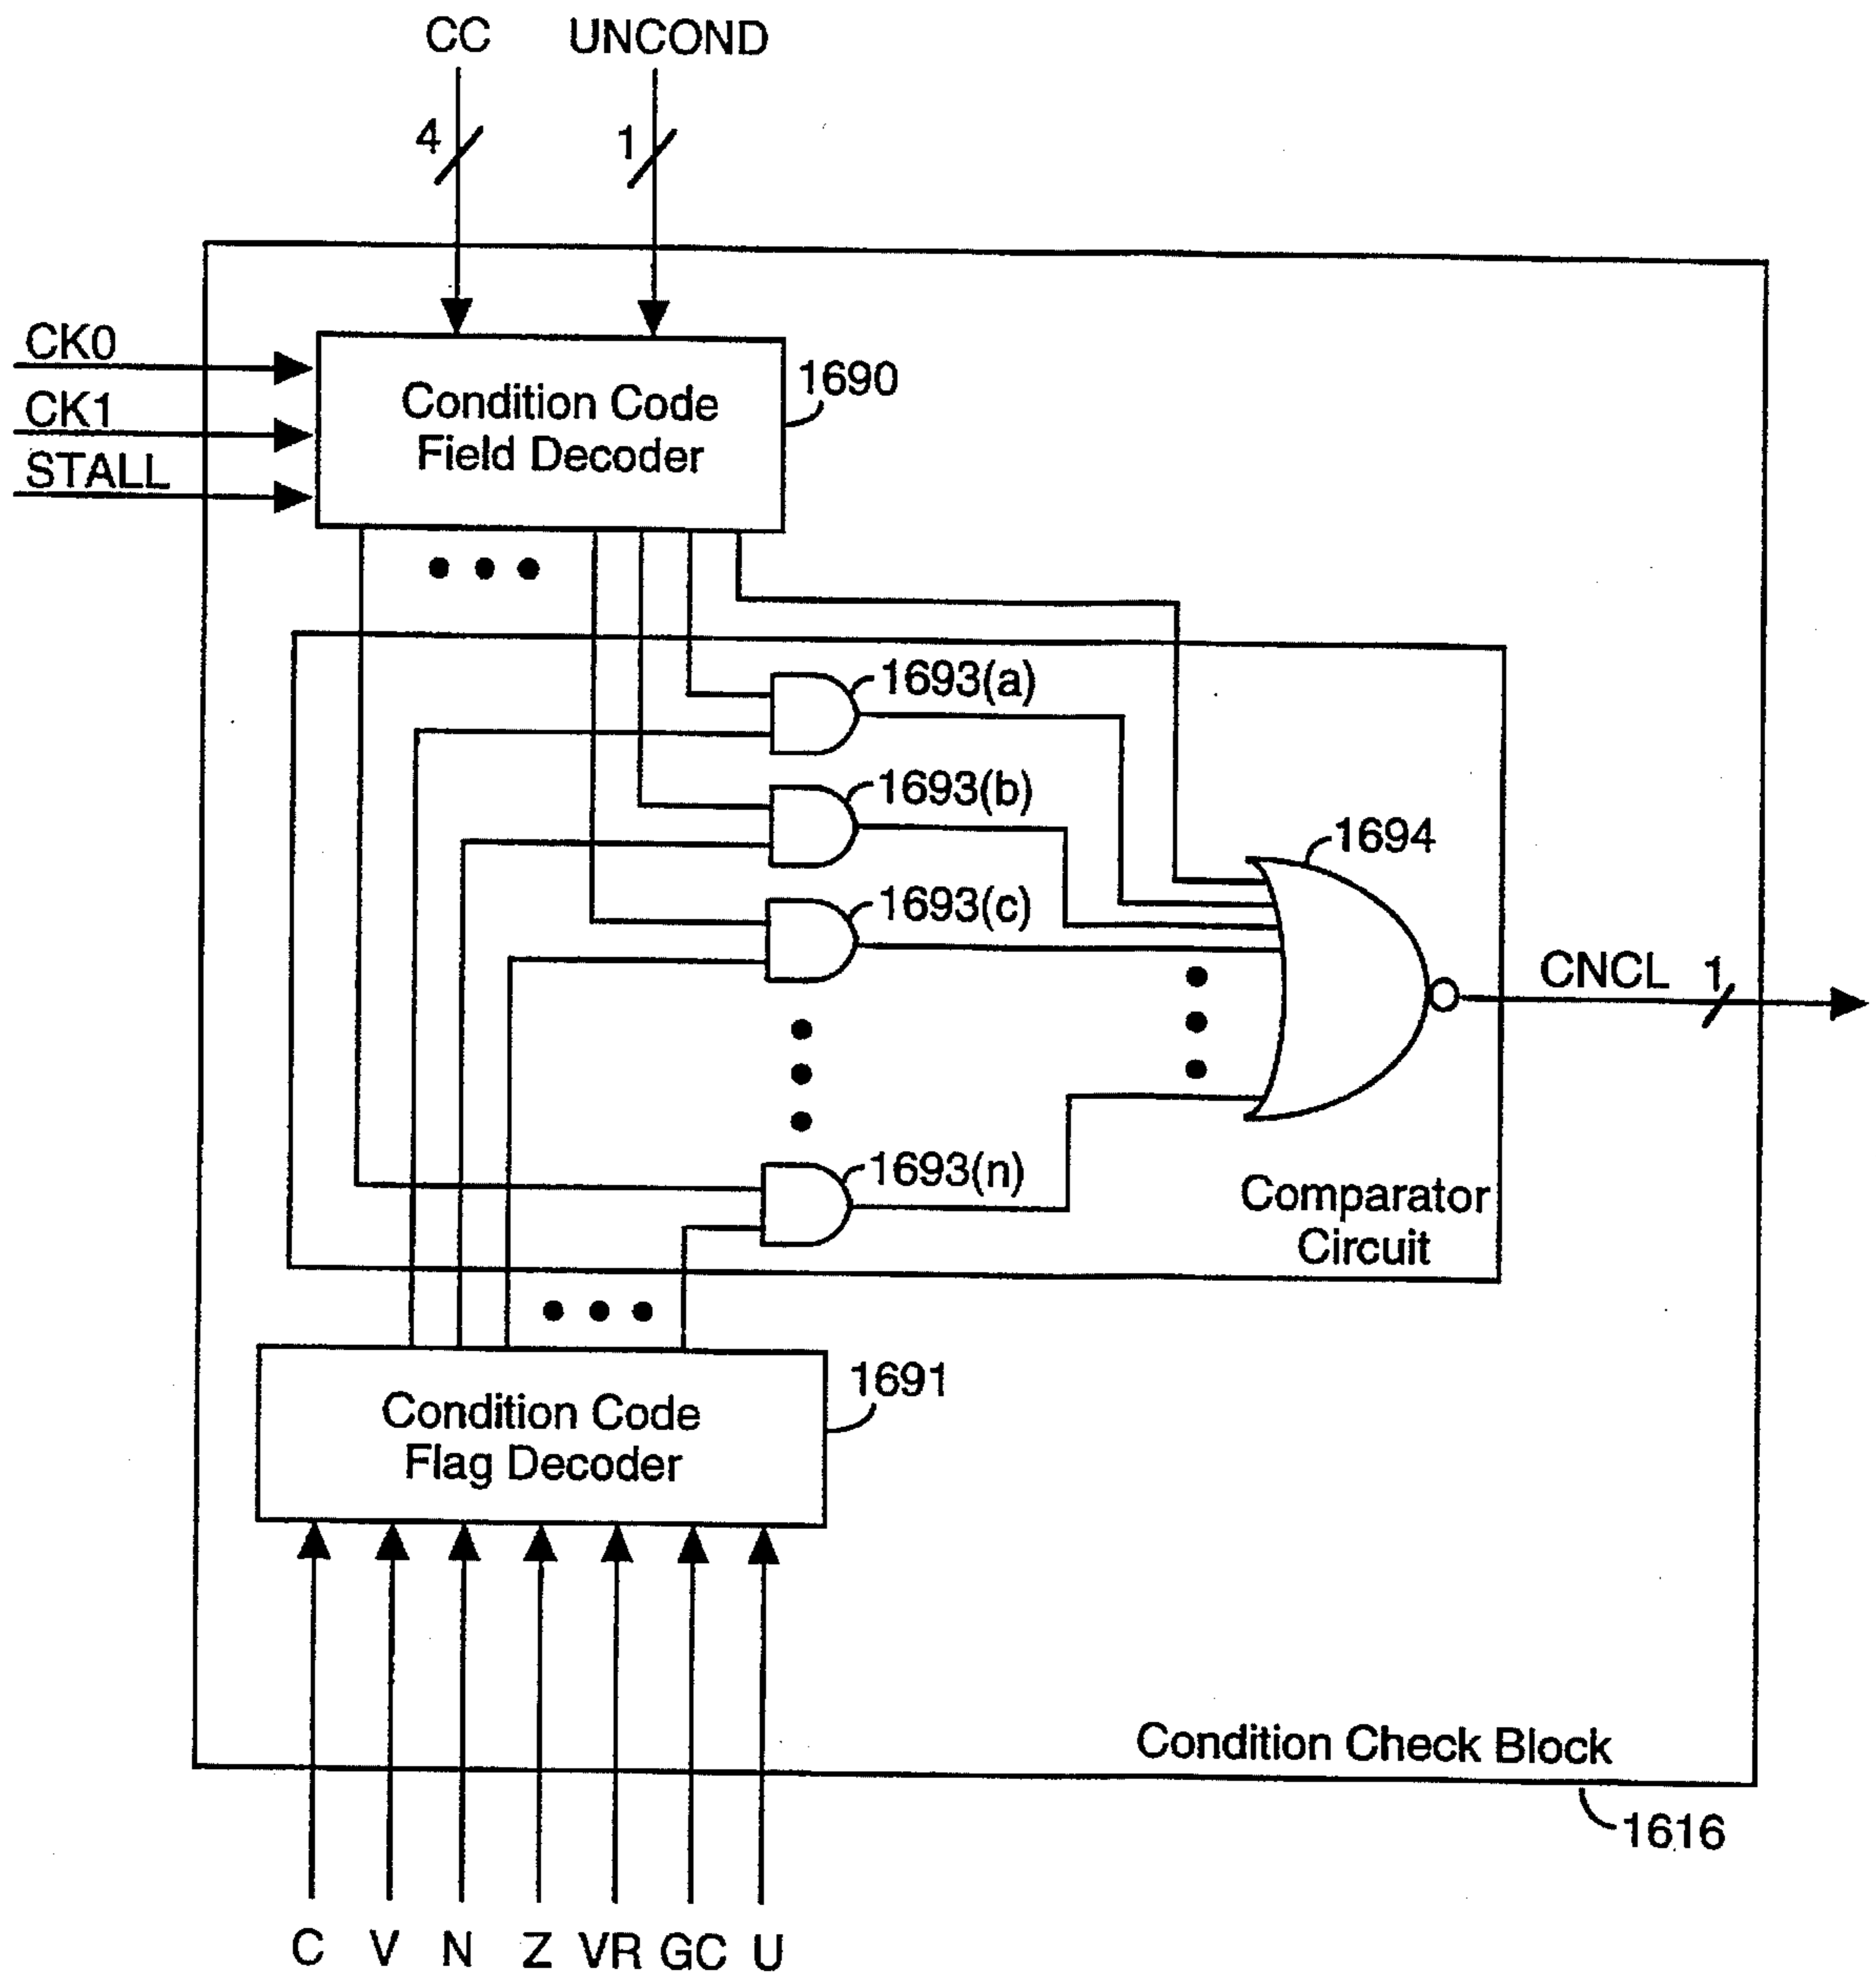 CC UNCOND
4 1
CK0
CK1
STALL
Condition Code
Field Decoder
1690
1693(a)
1693(b)
1694
1693(c)
CNCL 1
1693(n)
Comparator
Circuit
Condition Code
Flag Decoder
1691
Condition Check Block
1616
C V N Z VR GC U